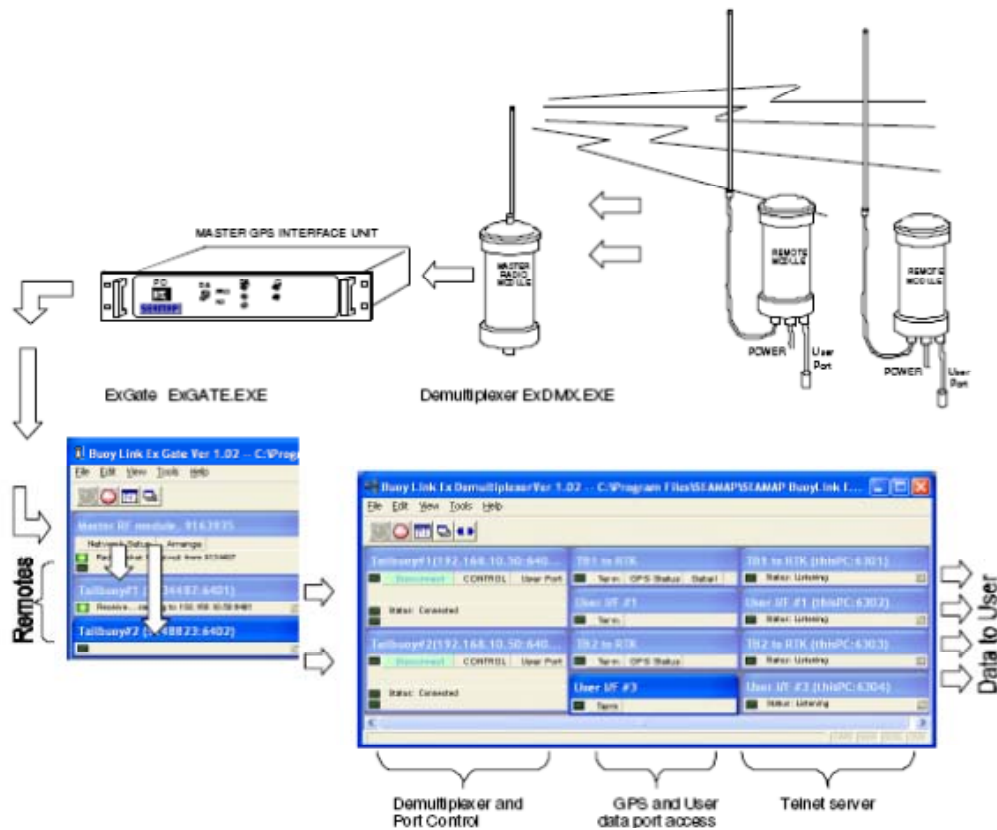 MASTER GPS INTERFACE UNIT
SEAMAP
MASTER
RADIO
MODULE
REMOTE
MODULE
POWER
User
Port
REMOTE
MODULE
POWER
User
Port
ExGate ExGATE.EXE
Demultiplexer ExDMX.EXE
Buoy Link Ex Gate Ver 1.02 -- C:\Progra
File Edit View Tools Help
Master RF module..
Network Setup Arrange
Tailbuoy#1
Tailbuoy#2
Remotes
Buoy Link Ex DemultiplexerVer 1.02 -- C:\Program Files\SEAMAP\SEAMAP BuoyLink E...
File Edit View Tools Help
Tailbuoy#1(192.168.10.50:640...
Disconnect CONTROL User Port
Status: Connected
Tailbuoy#2(192.168.10.50:640...
Disconnect CONTROL User Port
Status: Connected
TB1 to RTK
Term GPS Status Detail
User I/F #1
Term
TB2 to RTK
Term GPS Status
User I/F #3
Term
TB1 to RTK (thisPC:6301)
Status: Listening
User I/F #1 (thisPC:6302)
Status: Listening
TB2 to RTK (thisPC:6303)
Status: Listening
User I/F #3 (thisPC:6304)
Status: Listening
Data to User
Demultiplexer and
Port Control
GPS and User
data port access
Telnet server